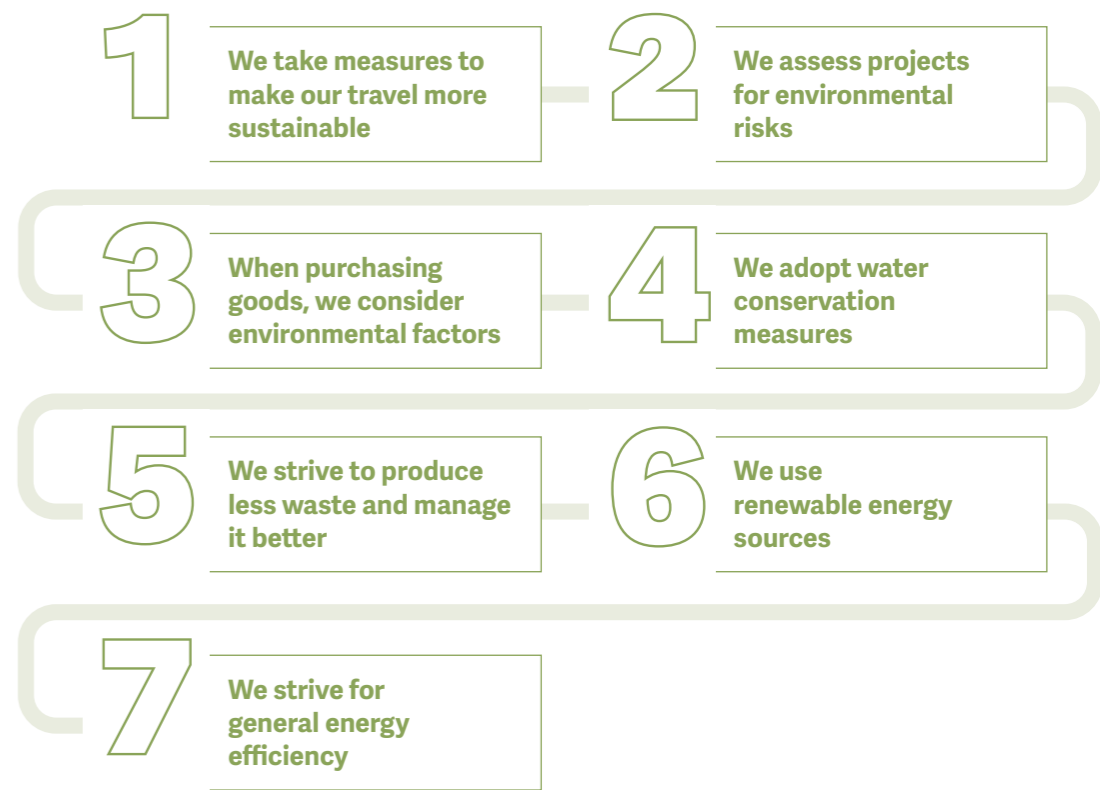 1
We take measures to
make our travel more
sustainable
2
We assess projects
for environmental
risks
3
When purchasing
goods, we consider
environmental factors
4
We adopt water
conservation
measures
5
We strive to produce
less waste and manage
it better
6
We use
renewable energy
sources
7
We strive for
general energy
efficiency